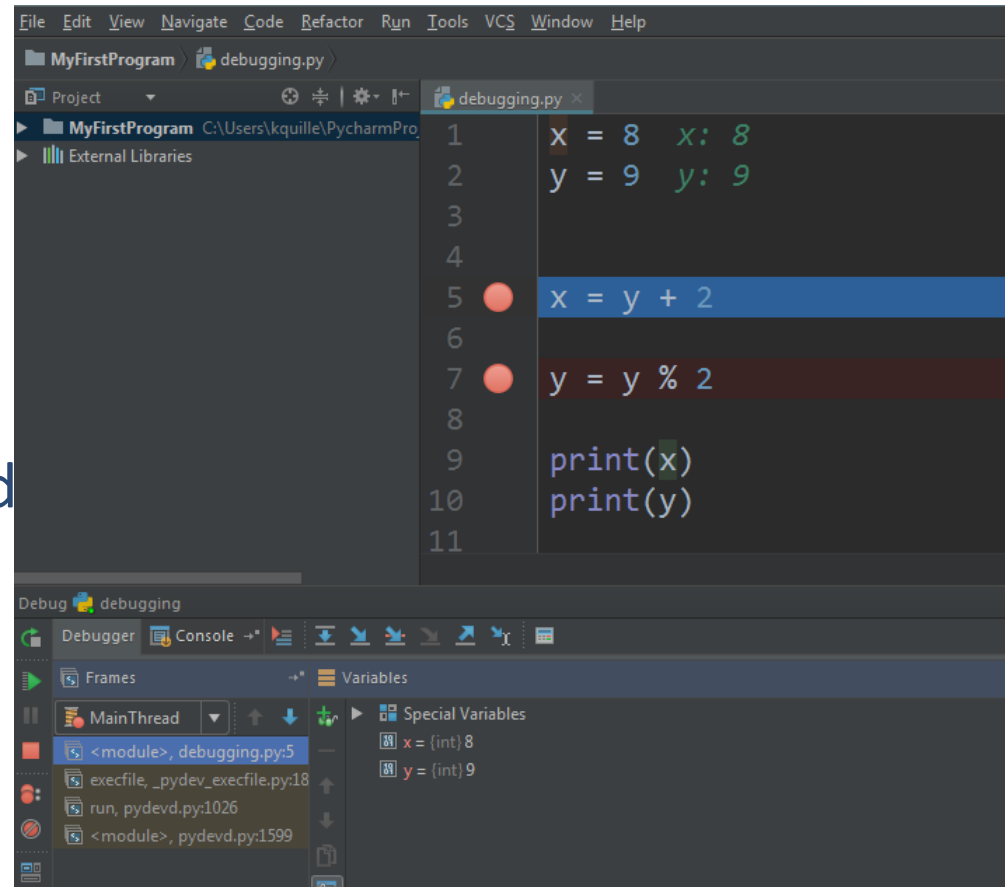 File Edit View Navigate Code Refactor Run Tools VCS Window Help
MyFirstProgram debugging.py
Project
debugging.py
MyFirstProgram C:\Users\kquille\PycharmPro
External Libraries
1 x = 8 x: 8
2 y = 9 y: 9
3
4
5 x = y + 2
6
7 y = y % 2
8
9 print(x)
10 print(y)
11
d
Debug debugging
Debugger Console
Frames
Variables
MainThread
<module>, debugging.py:5
execfile, _pydev_execfile.py:18
run, pydevd.py:1026
<module>, pydevd.py:1599
Special Variables
x = {int} 8
y = {int} 9